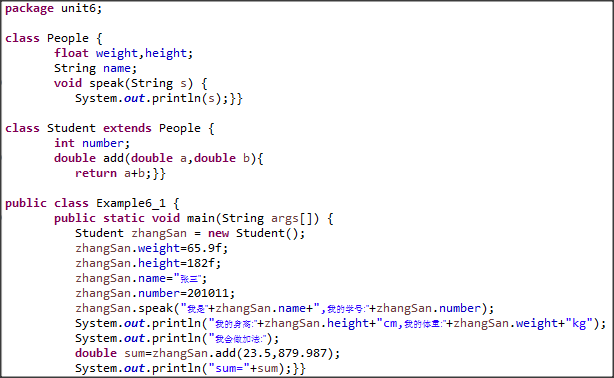 package unit6;
class People {
float weight,height;
String name;
void speak(String s) {
System.out.println(s);}}
class Student extends People {
int number;
double add(double a,double b){
return a+b;}}
public class Example6_1 {
public static void main(String args[]) {
Student zhangSan = new Student();
zhangSan.weight=65.9f;
zhangSan.height=182f;
zhangSan.name="张三";
zhangSan.number=201011;
zhangSan.speak("我是"+zhangSan.name+",我的学号:"+zhangSan.number);
System.out.println("我的身高:"+zhangSan.height+"cm,我的体重:"+zhangSan.weight+"kg");
System.out.println("我会做加法:");
double sum=zhangSan.add(23.5,879.987);
System.out.println("sum="+sum);}}